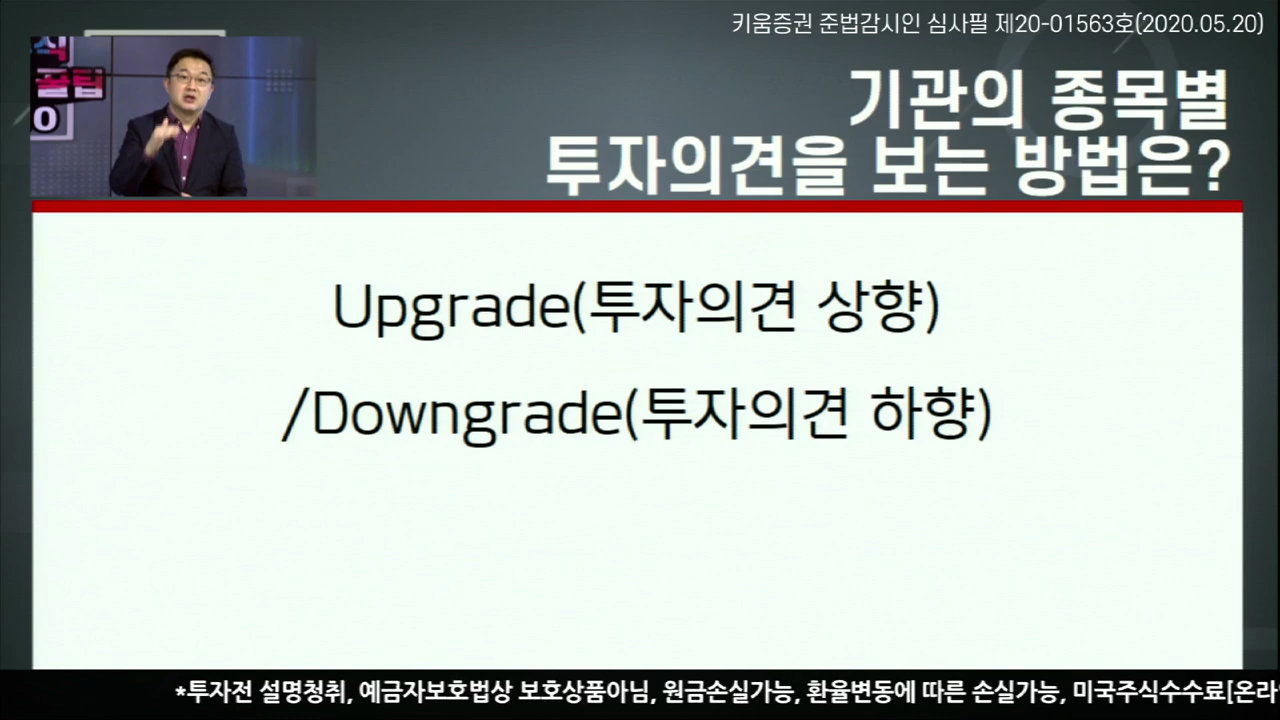 키움증권 준법감시인 심사필 제20-01563호(2020.05.20)
식
꿀팁
0
기관의 종목별
투자의견을 보는 방법은?
Upgrade(투자의견 상향)
/Downgrade(투자의견 하향)
*투자전 설명청취, 예금자보호법상 보호상품아님, 원금손실가능, 환율변동에 따른 손실가능, 미국주식수수료[온라